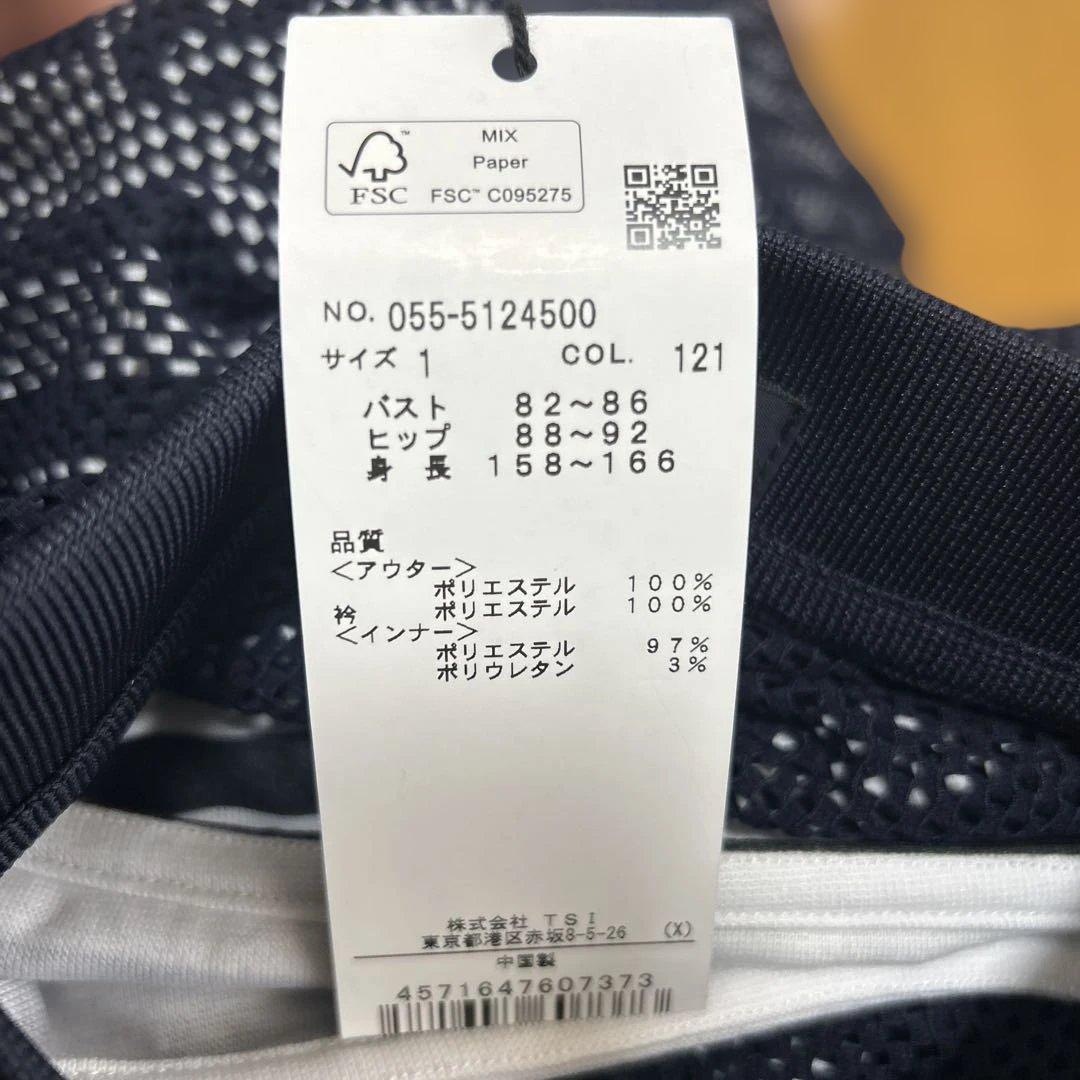 MIX
Paper
FSC™ C095275
FSC
NO. 055-5124500
サイズ 1 COL. 121
バスト 82～86
ヒップ 88～92
身長 158～166
品質
＜アウター＞
ポリエステル 100%
衿 ポリエステル 100%
＜インナー＞
ポリエステル 97%
ポリウレタン 3%
株式会社 TSI
東京都港区赤坂8-5-26 (X)
中国製
4571647607373